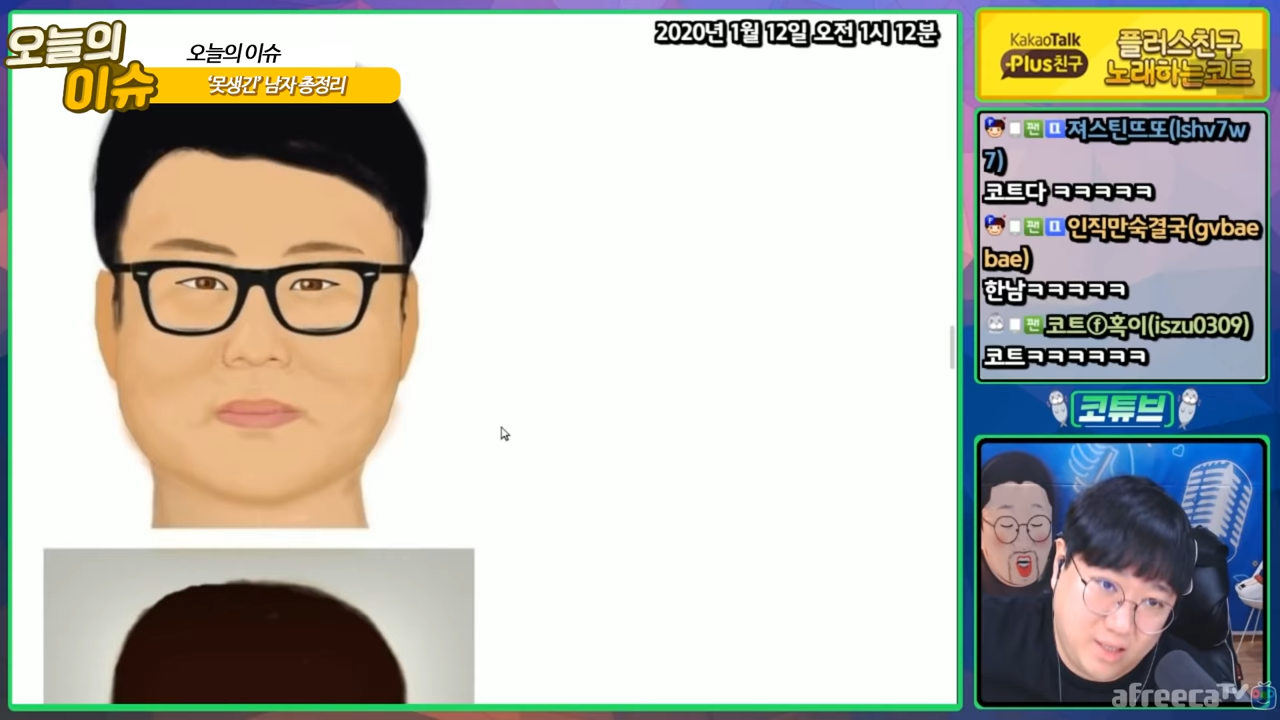 오늘의
이슈
오늘의 이슈
‘못생긴’ 남자 총정리
2020년 1월 12일 오전 1시 12분
KakaoTalk
Plus친구
플러스친구
노래하는코트
팬 져스틴뜨또(lshv7w
7)
코트다 ㅋㅋㅋㅋㅋ
팬 인직만숙결국(gvbae
bae)
한남ㅋㅋㅋㅋㅋ
팬 코트ⓕ혹이(iszu0309)
코트ㅋㅋㅋㅋㅋㅋ
코튜브
afreecaTV